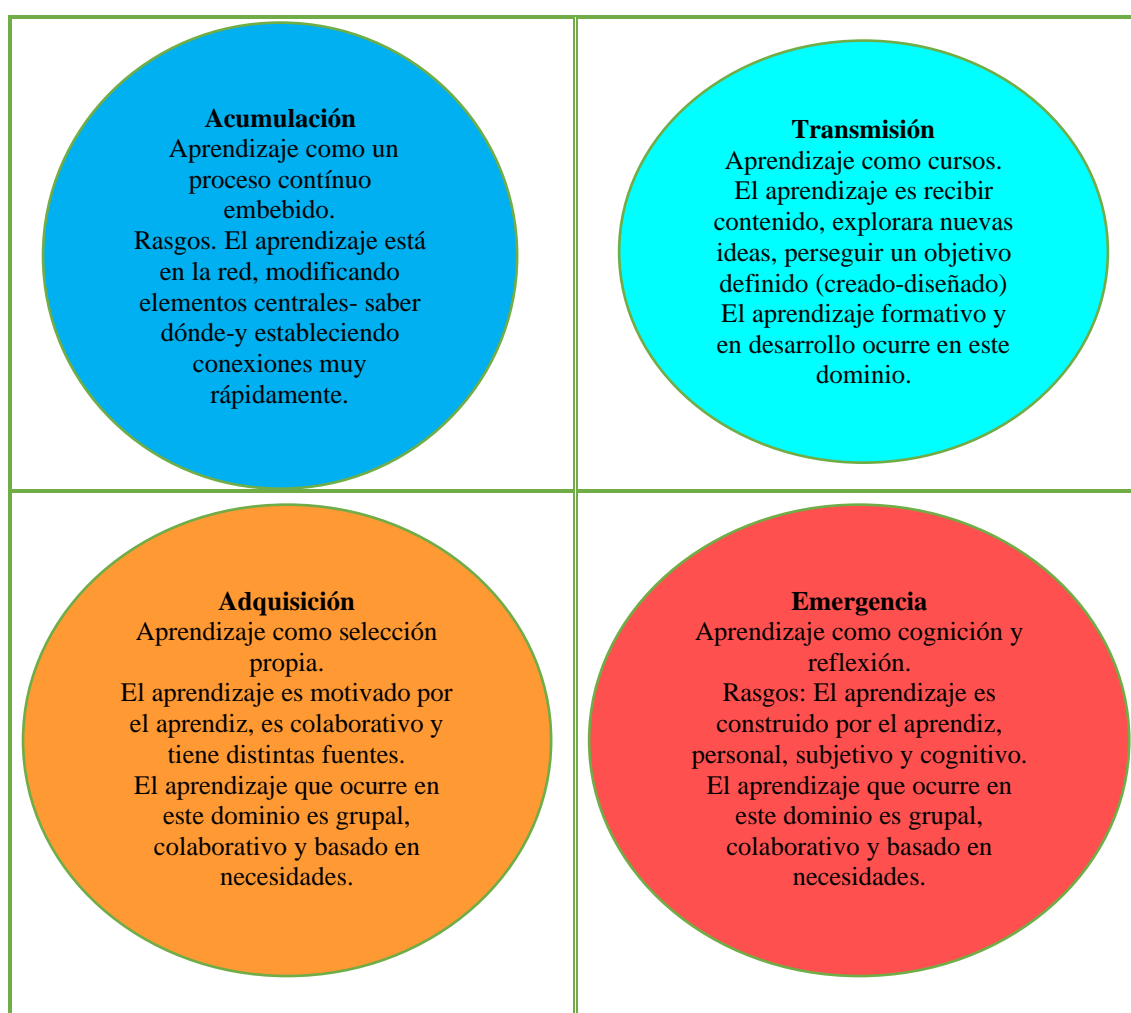 Acumulación
Aprendizaje como un
proceso contínuo
embebido.
Rasgos. El aprendizaje está
en la red, modificando
elementos centrales- saber
dónde-y estableciendo
conexiones muy
rápidamente.
Transmisión
Aprendizaje como cursos.
El aprendizaje es recibir
contenido, explorara nuevas
ideas, perseguir un objetivo
definido (creado-diseñado)
El aprendizaje formativo y
en desarrollo ocurre en este
dominio.
Adquisición
Aprendizaje como selección
propia.
El aprendizaje es motivado por
el aprendiz, es colaborativo y
tiene distintas fuentes.
El aprendizaje que ocurre en
este dominio es grupal,
colaborativo y basado en
necesidades.
Emergencia
Aprendizaje como cognición y
reflexión.
Rasgos: El aprendizaje es
construido por el aprendiz,
personal, subjetivo y cognitivo.
El aprendizaje que ocurre en
este dominio es grupal,
colaborativo y basado en
necesidades.